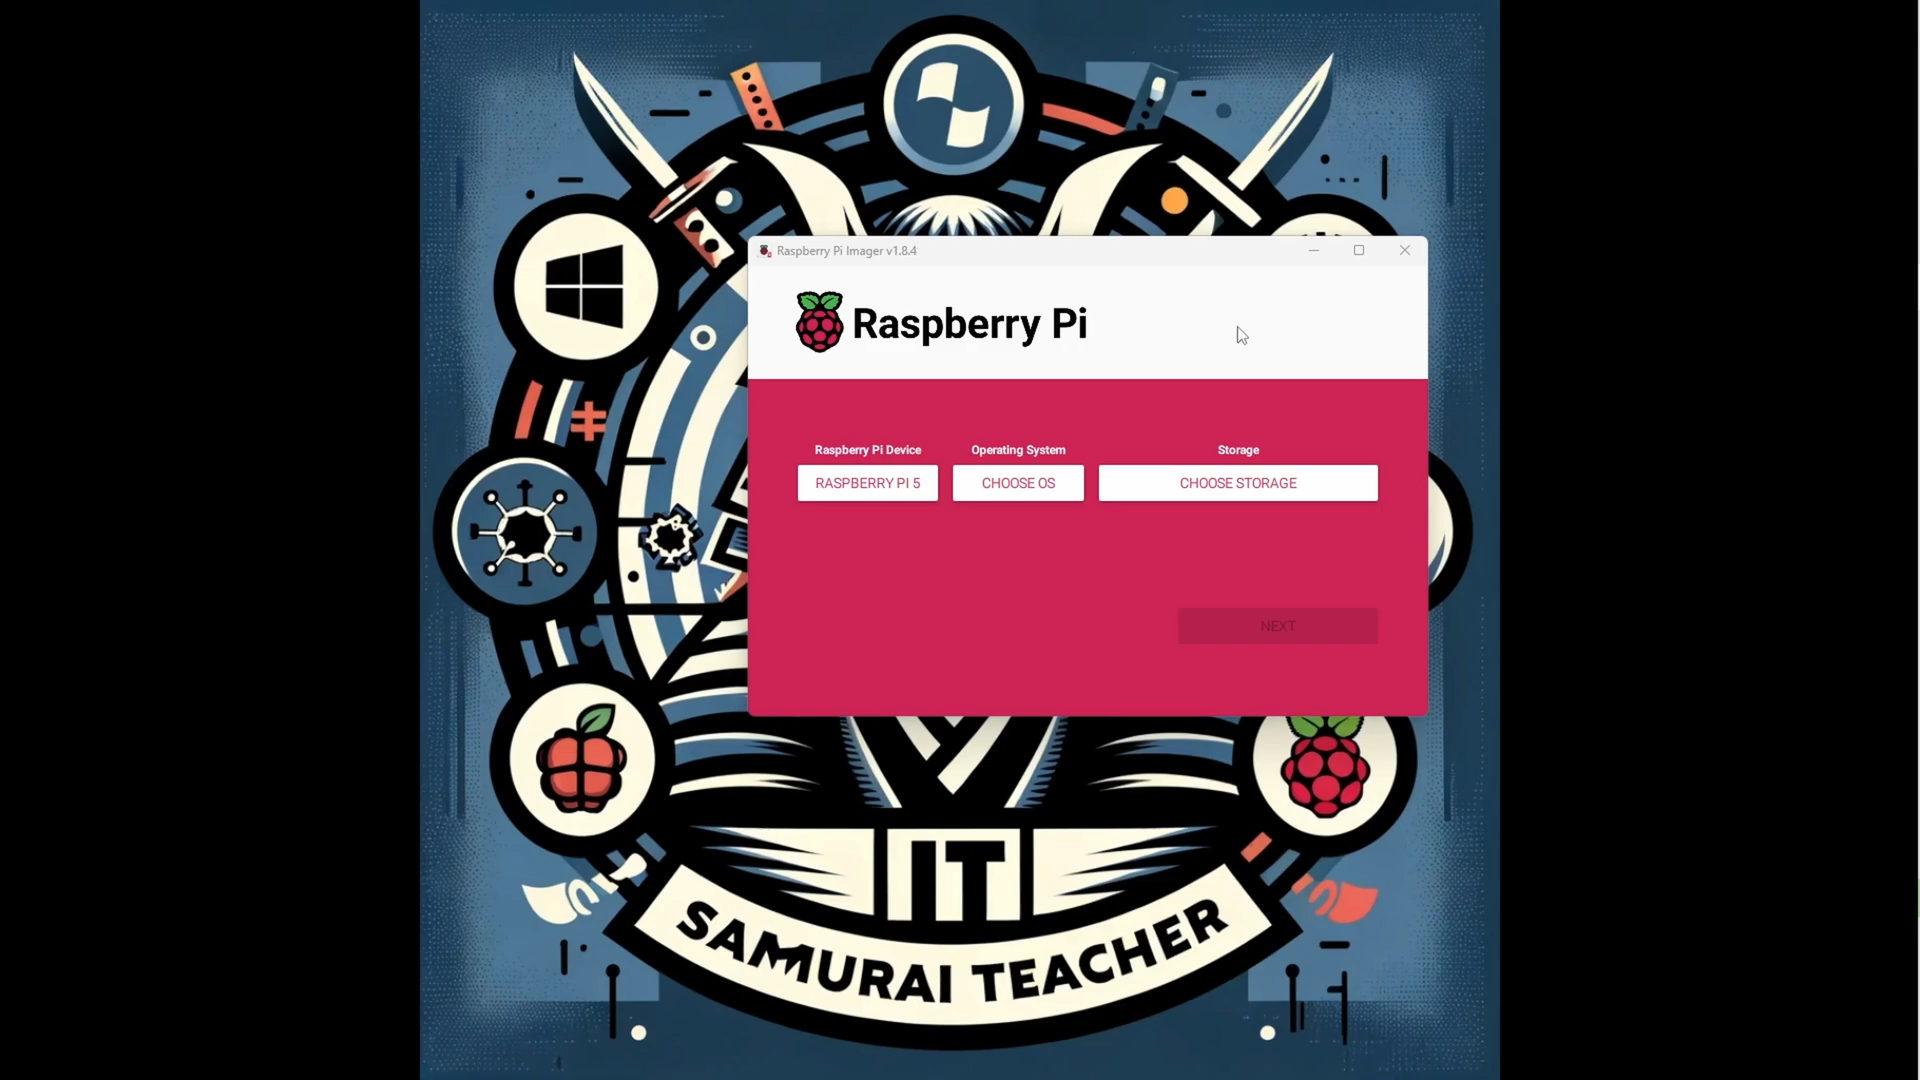 Raspberry Pi Imager v1.8.4
Raspberry Pi
Raspberry Pi Device
Operating System
Storage
RASPBERRY PI 5
CHOOSE OS
CHOOSE STORAGE
NEXT
IT
SAMURAI TEACHER